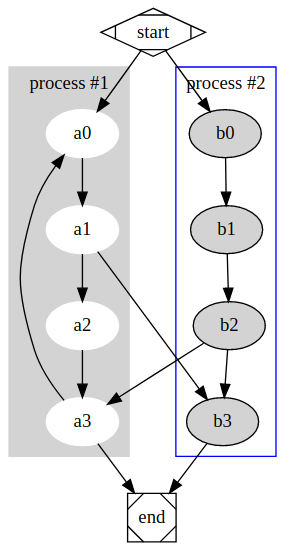 start
process #1
process #2
a0
b0
a1
b1
a2
b2
a3
b3
end